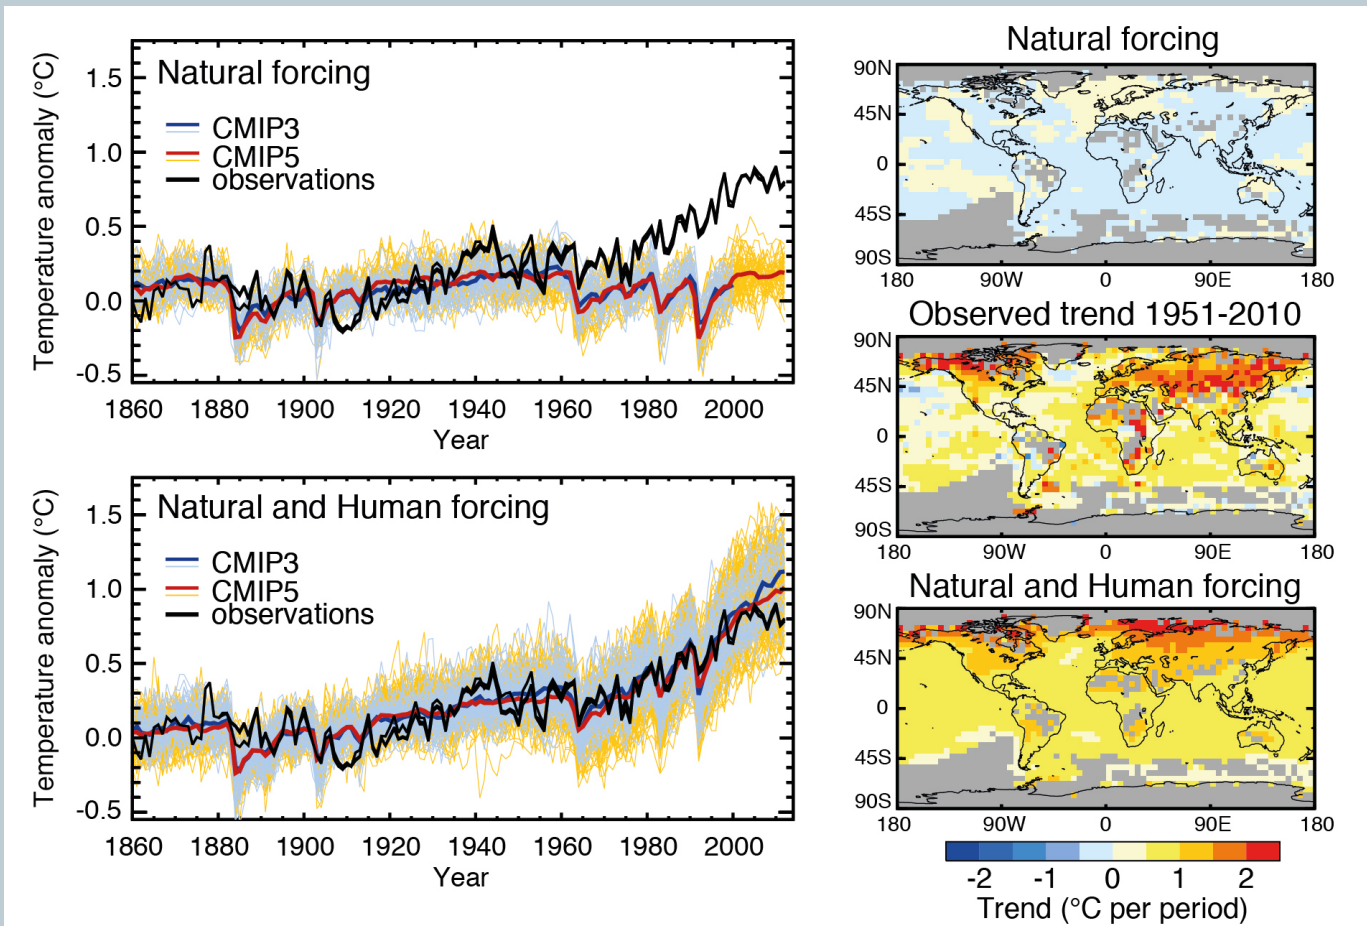 Natural forcing
CMIP3
CMIP5
observations
Temperature anomaly (°C)
1.5
1.0
0.5
0.0
-0.5
1860 1880 1900 1920 1940 1960 1980 2000
Year
Natural and Human forcing
CMIP3
CMIP5
observations
Temperature anomaly (°C)
1.5
1.0
0.5
0.0
-0.5
1860 1880 1900 1920 1940 1960 1980 2000
Year
Natural forcing
90N
45N
0
45S
90S
180 90W 0 90E 180
Observed trend 1951-2010
90N
45N
0
45S
90S
180 90W 0 90E 180
Natural and Human forcing
90N
45N
0
45S
90S
180 90W 0 90E 180
-2 -1 0 1 2
Trend (°C per period)